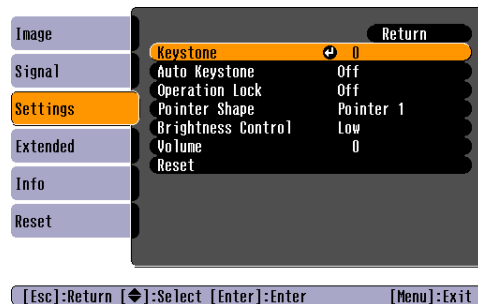 Image
Signal
Settings
Extended
Info
Reset
Return
Keystone 0
Auto Keystone Off
Operation Lock Off
Pointer Shape Pointer 1
Brightness Control Low
Volume 0
Reset
[Esc]:Return [◆]:Select [Enter]:Enter [Menu]:Exit